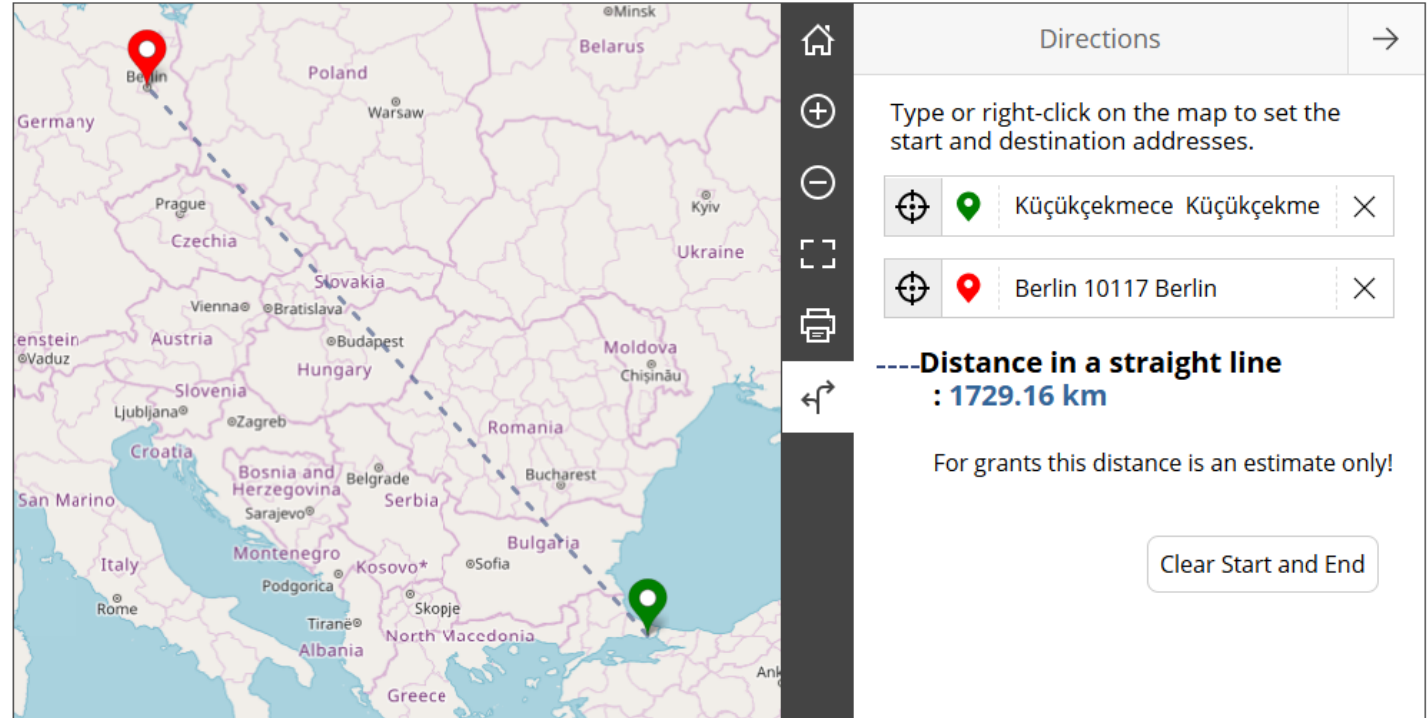 Minsk
Belarus
Berlin
Poland
Warsaw
Germany
Prague
Kyiv
Czechia
Ukraine
Slovakia
Vienna
Bratislava
enstein
Austria
Budapest
Moldova
Vaduz
Hungary
Chișinău
Slovenia
Ljubljana
Zagreb
Romania
Croatia
Bosnia and
Herzegovina
Belgrade
Bucharest
San Marino
Serbia
Sarajevo
Bulgaria
Montenegro
Italy
Kosovo*
Sofia
Podgorica
Rome
Skopje
Tiranë
North Macedonia
Albania
Ank
Greece
Directions
Type or right-click on the map to set the
start and destination addresses.
Küçükçekmece Küçükçekme
Berlin 10117 Berlin
----Distance in a straight line
: 1729.16 km
For grants this distance is an estimate only!
Clear Start and End